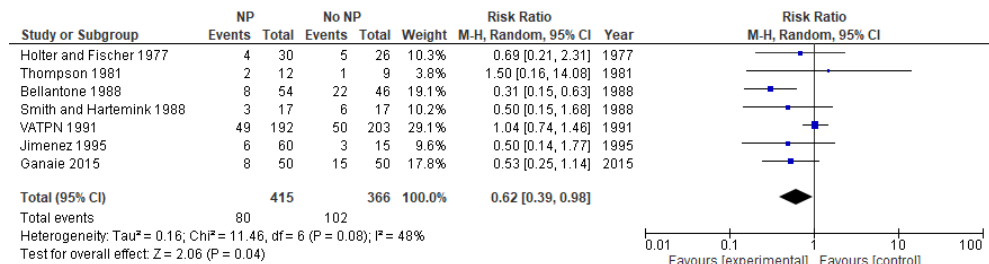 NP No NP Risk Ratio Risk Ratio
Study or Subgroup Events Total Events Total Weight M-H, Random, 95% CI Year M-H, Random, 95% CI
Holter and Fischer 1977 4 30 5 26 10.3% 0.69 [0.21, 2.31] 1977
Thompson 1981 2 12 1 9 3.8% 1.50 [0.16, 14.08] 1981
Bellantone 1988 8 54 22 46 19.1% 0.31 [0.15, 0.63] 1988
Smith and Hartemink 1988 3 17 6 17 10.2% 0.50 [0.15, 1.68] 1988
VATPN 1991 49 192 50 203 29.1% 1.04 [0.74, 1.46] 1991
Jimenez 1995 6 60 3 15 9.6% 0.50 [0.14, 1.77] 1995
Ganaie 2015 8 50 15 50 17.8% 0.53 [0.25, 1.14] 2015
Total (95% CI) 415 366 100.0% 0.62 [0.39, 0.98]
Total events 80 102
Heterogeneity: Tau² = 0.16; Chi² = 11.46, df = 6 (P = 0.08); I² = 48%
Test for overall effect: Z = 2.06 (P = 0.04)
0.01 0.1 1 10 100
Favours [experimental] Favours [control]